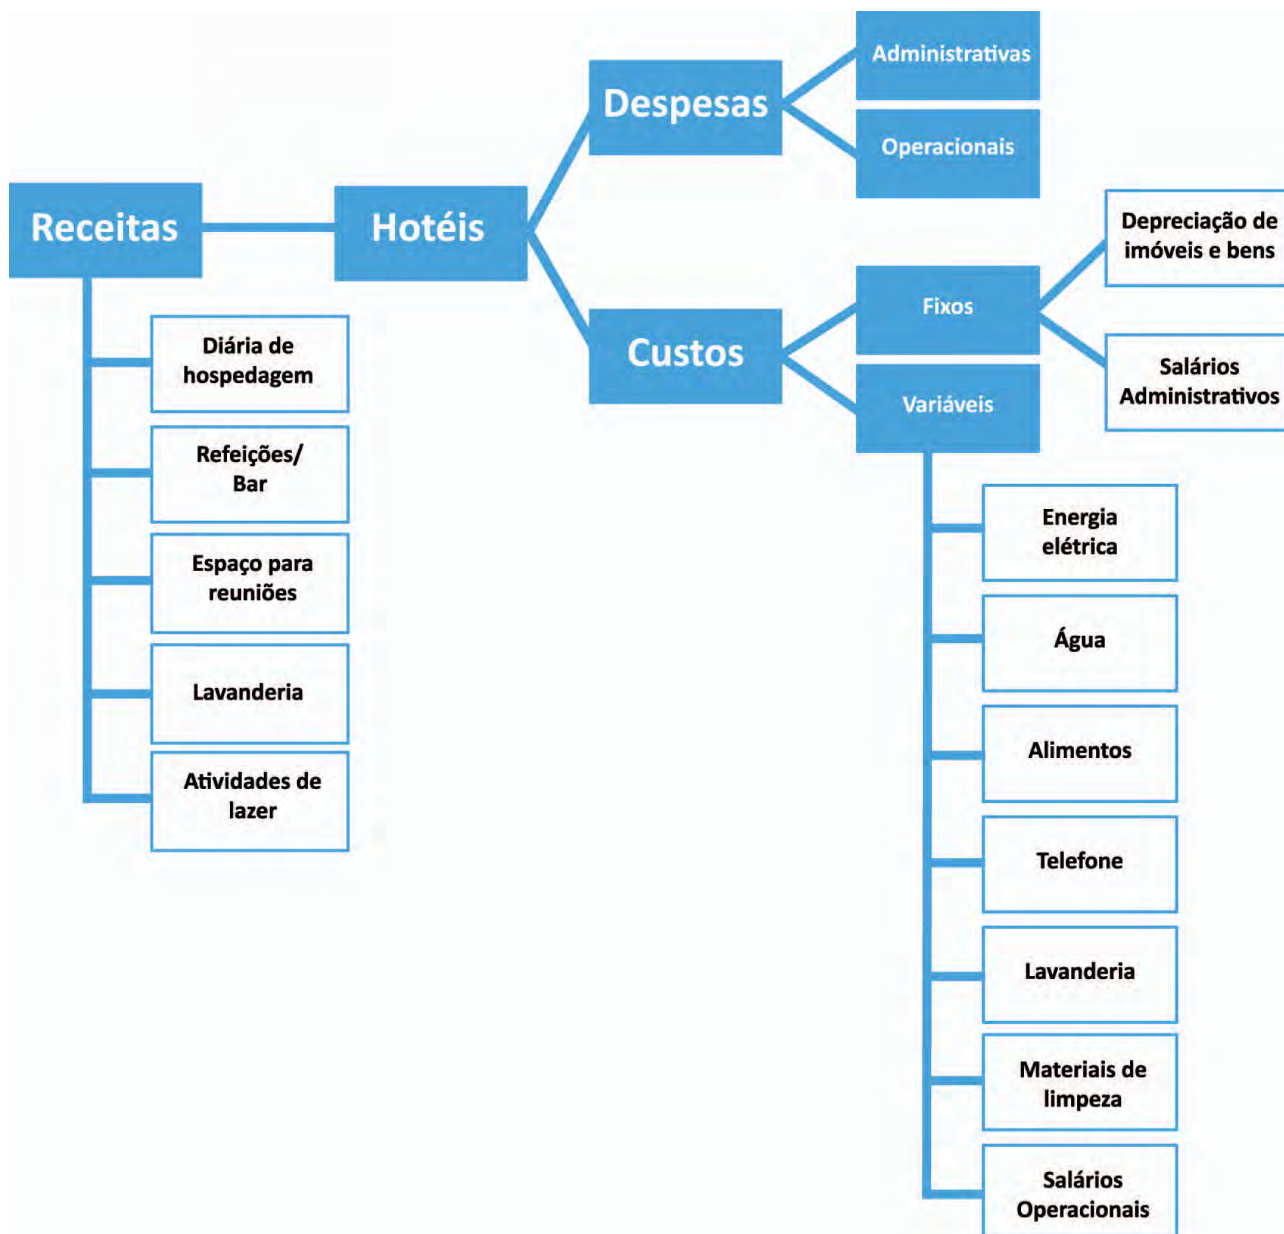 Receitas
Hotéis
Despesas
Administrativas
Operacionais
Custos
Fixos
Variáveis
Depreciação de
imóveis e bens
Salários
Administrativos
Diária de
hospedagem
Refeições/
Bar
Espaço para
reuniões
Lavanderia
Atividades de
lazer
Energia
elétrica
Água
Alimentos
Telefone
Lavanderia
Materiais de
limpeza
Salários
Operacionais